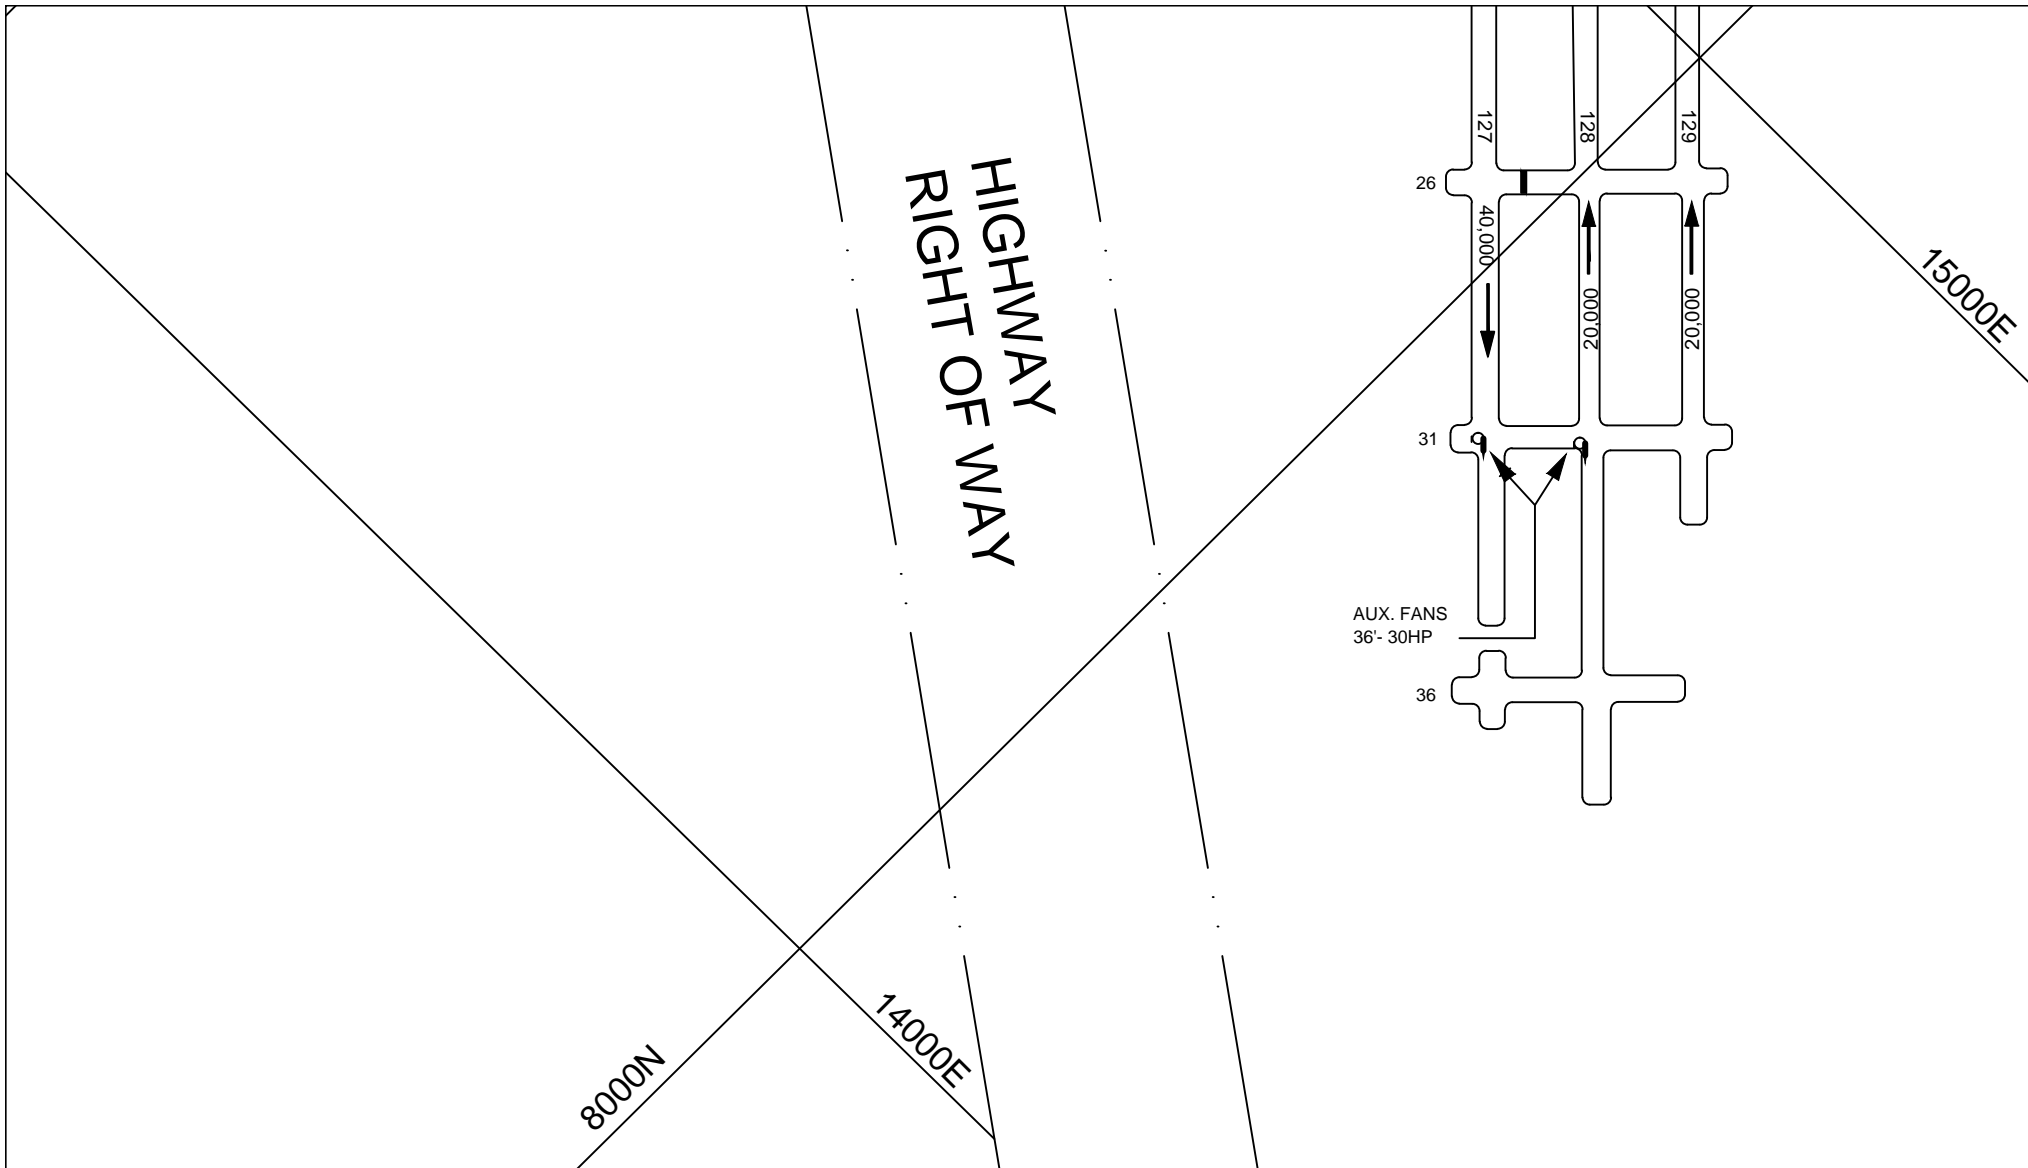 127
128
129
HIGHWAY
RIGHT OF WAY
26
40,000
20,000
20,000
15000E
31
AUX. FANS
36'- 30HP
36
14000E
8000N